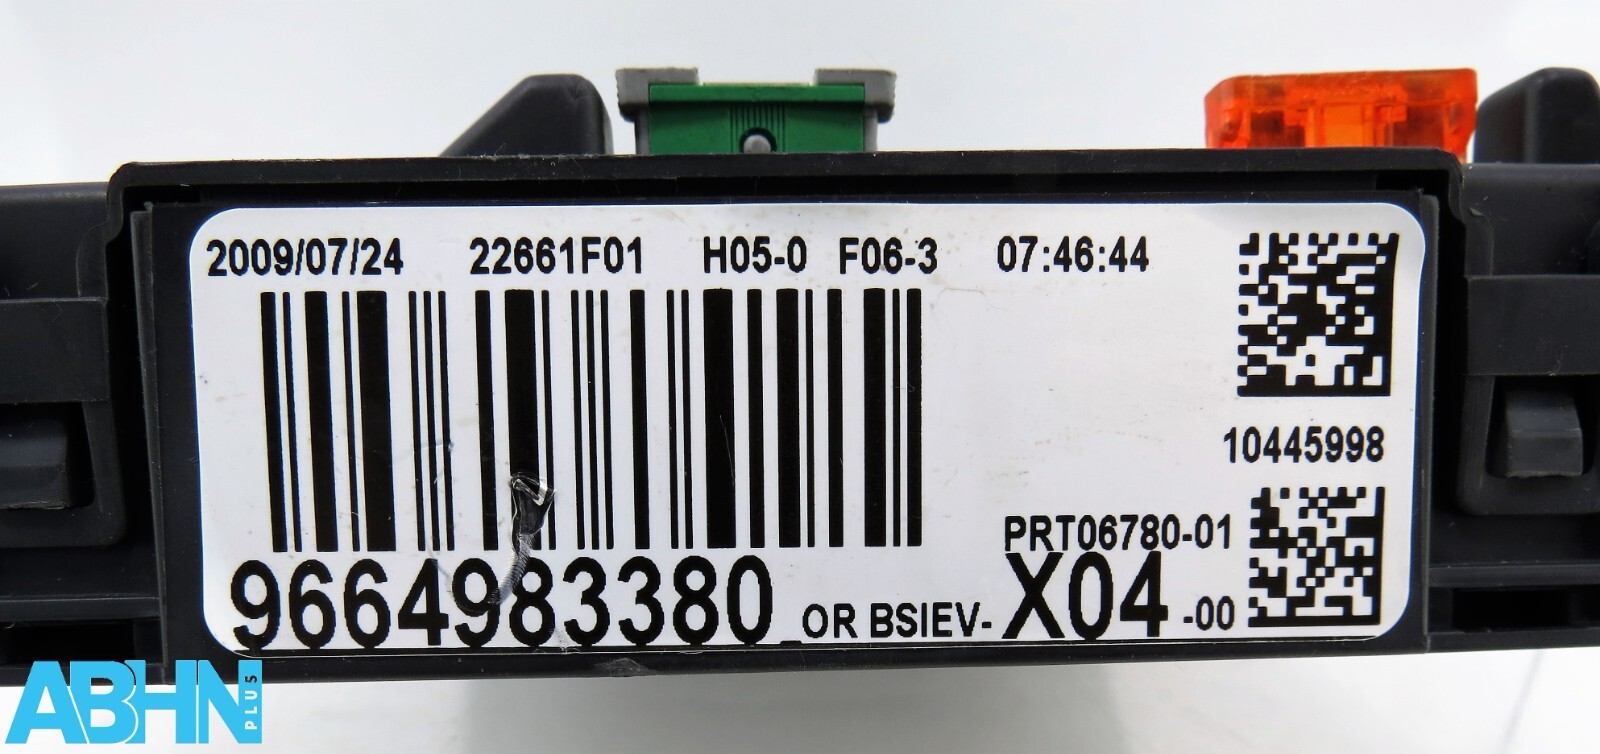 2009/07/24 22661F01 H05-0 F06-3 07:46:44
10445998
PRT06780-01
9664983380_OR BSIEV-X04-00
ABHN PLUS